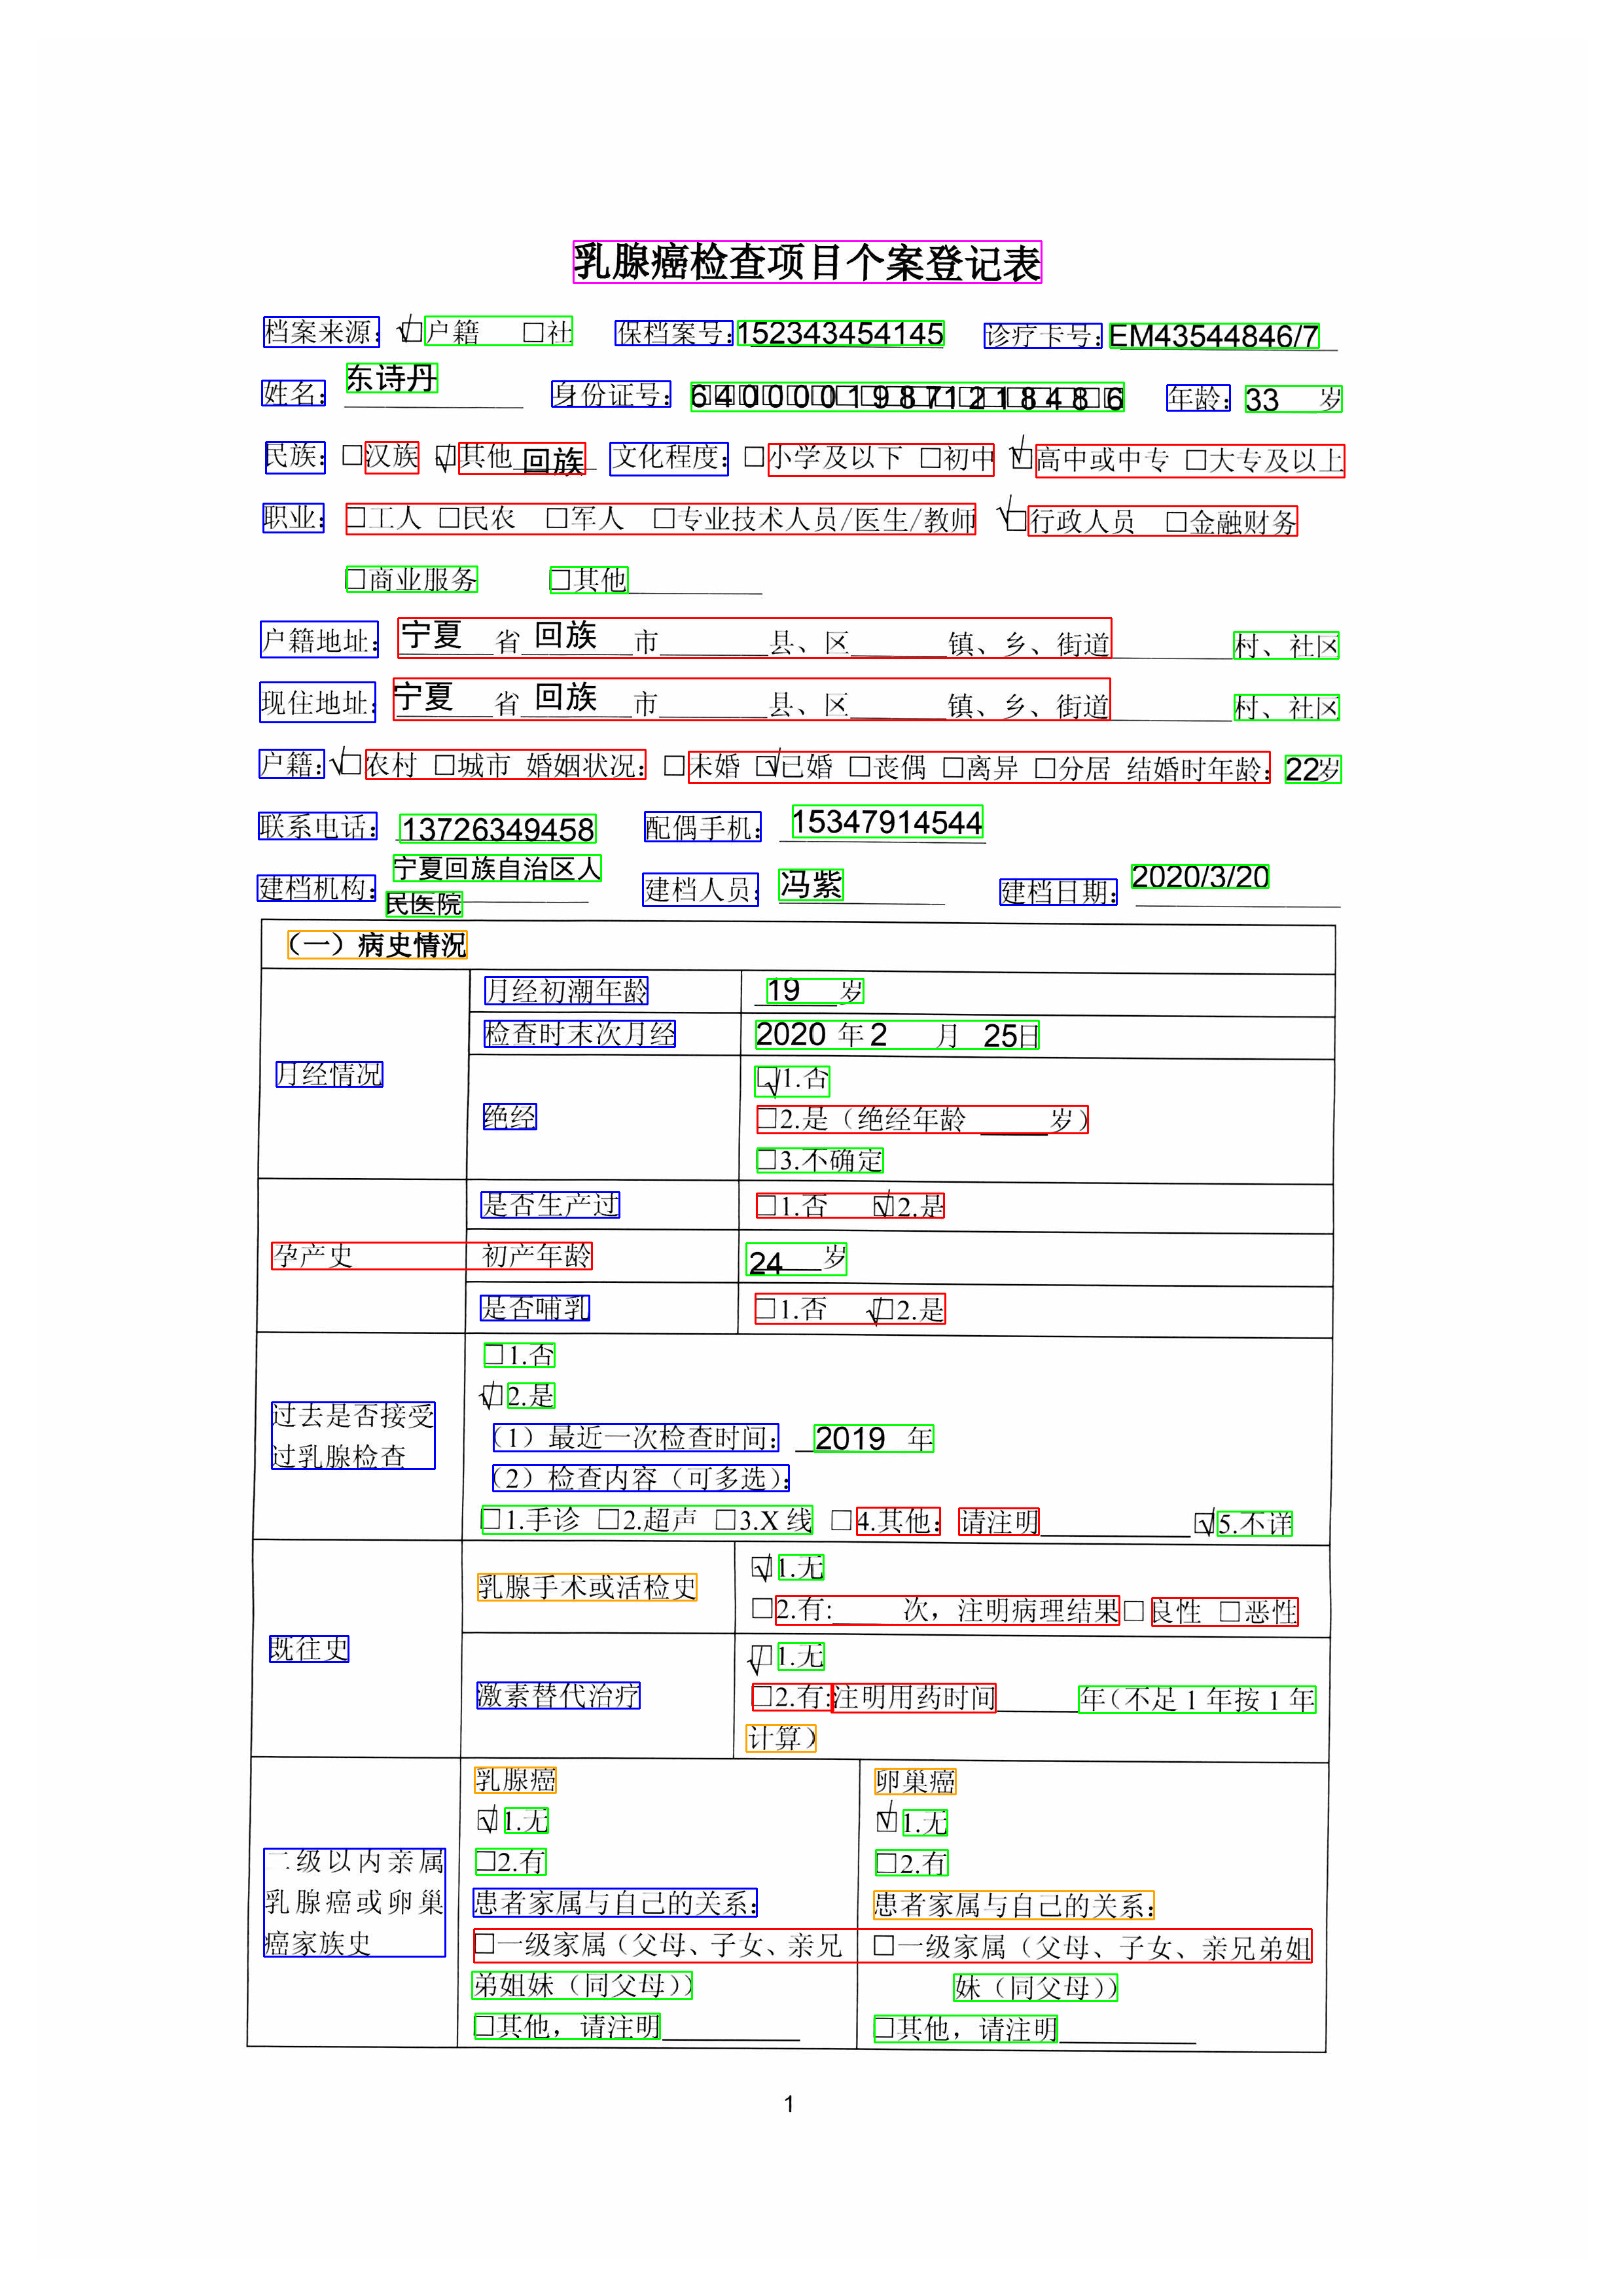 乳腺癌检查项目个案登记表
档案来源: √□户籍 □社 保档案号: 152343454145 诊疗卡号: EM43544846/7
姓名: 东诗丹 身份证号: 640000198712184886 年龄: 33 岁
民族: □汉族 ☑其他 回族 文化程度: □小学及以下 □初中 ☑高中或中专 □大专及以上
职业: □工人 □民农 □军人 □专业技术人员/医生/教师 √□行政人员 □金融财务
□商业服务 □其他
户籍地址: 宁夏 省 回族 市 县、区 镇、乡、街道 村、社区
现住地址: 宁夏 省 回族 市 县、区 镇、乡、街道 村、社区
户籍: √□农村 □城市 婚姻状况: □未婚 ☑已婚 □丧偶 □离异 □分居 结婚时年龄: 22岁
联系电话: 13726349458 配偶手机: 15347914544
建档机构: 宁夏回族自治区人民医院 建档人员: 冯紫 建档日期: 2020/3/20
（一）病史情况
月经情况
月经初潮年龄 19 岁
检查时末次月经 2020 年 2 月 25日
绝经
☑1.否
□2.是（绝经年龄 岁）
□3.不确定
孕产史
是否生产过 □1.否 ☑2.是
初产年龄 24 岁
是否哺乳 □1.否 ☑2.是
过去是否接受
过乳腺检查
□1.否
☑2.是
（1）最近一次检查时间: 2019 年
（2）检查内容（可多选）:
□1.手诊 □2.超声 □3.X 线 □4.其他: 请注明 ☑5.不详
既往史
乳腺手术或活检史
☑1.无
□2.有: 次，注明病理结果□ 良性 □恶性
激素替代治疗
☑1.无
□2.有:注明用药时间 年（不足 1 年按 1 年
计算）
二级以内亲属
乳腺癌或卵巢
癌家族史
乳腺癌
☑1.无
□2.有
患者家属与自己的关系:
□一级家属（父母、子女、亲兄
弟姐妹（同父母））
□其他，请注明
卵巢癌
☑1.无
□2.有
患者家属与自己的关系:
□一级家属（父母、子女、亲兄弟姐
妹（同父母））
□其他，请注明
1